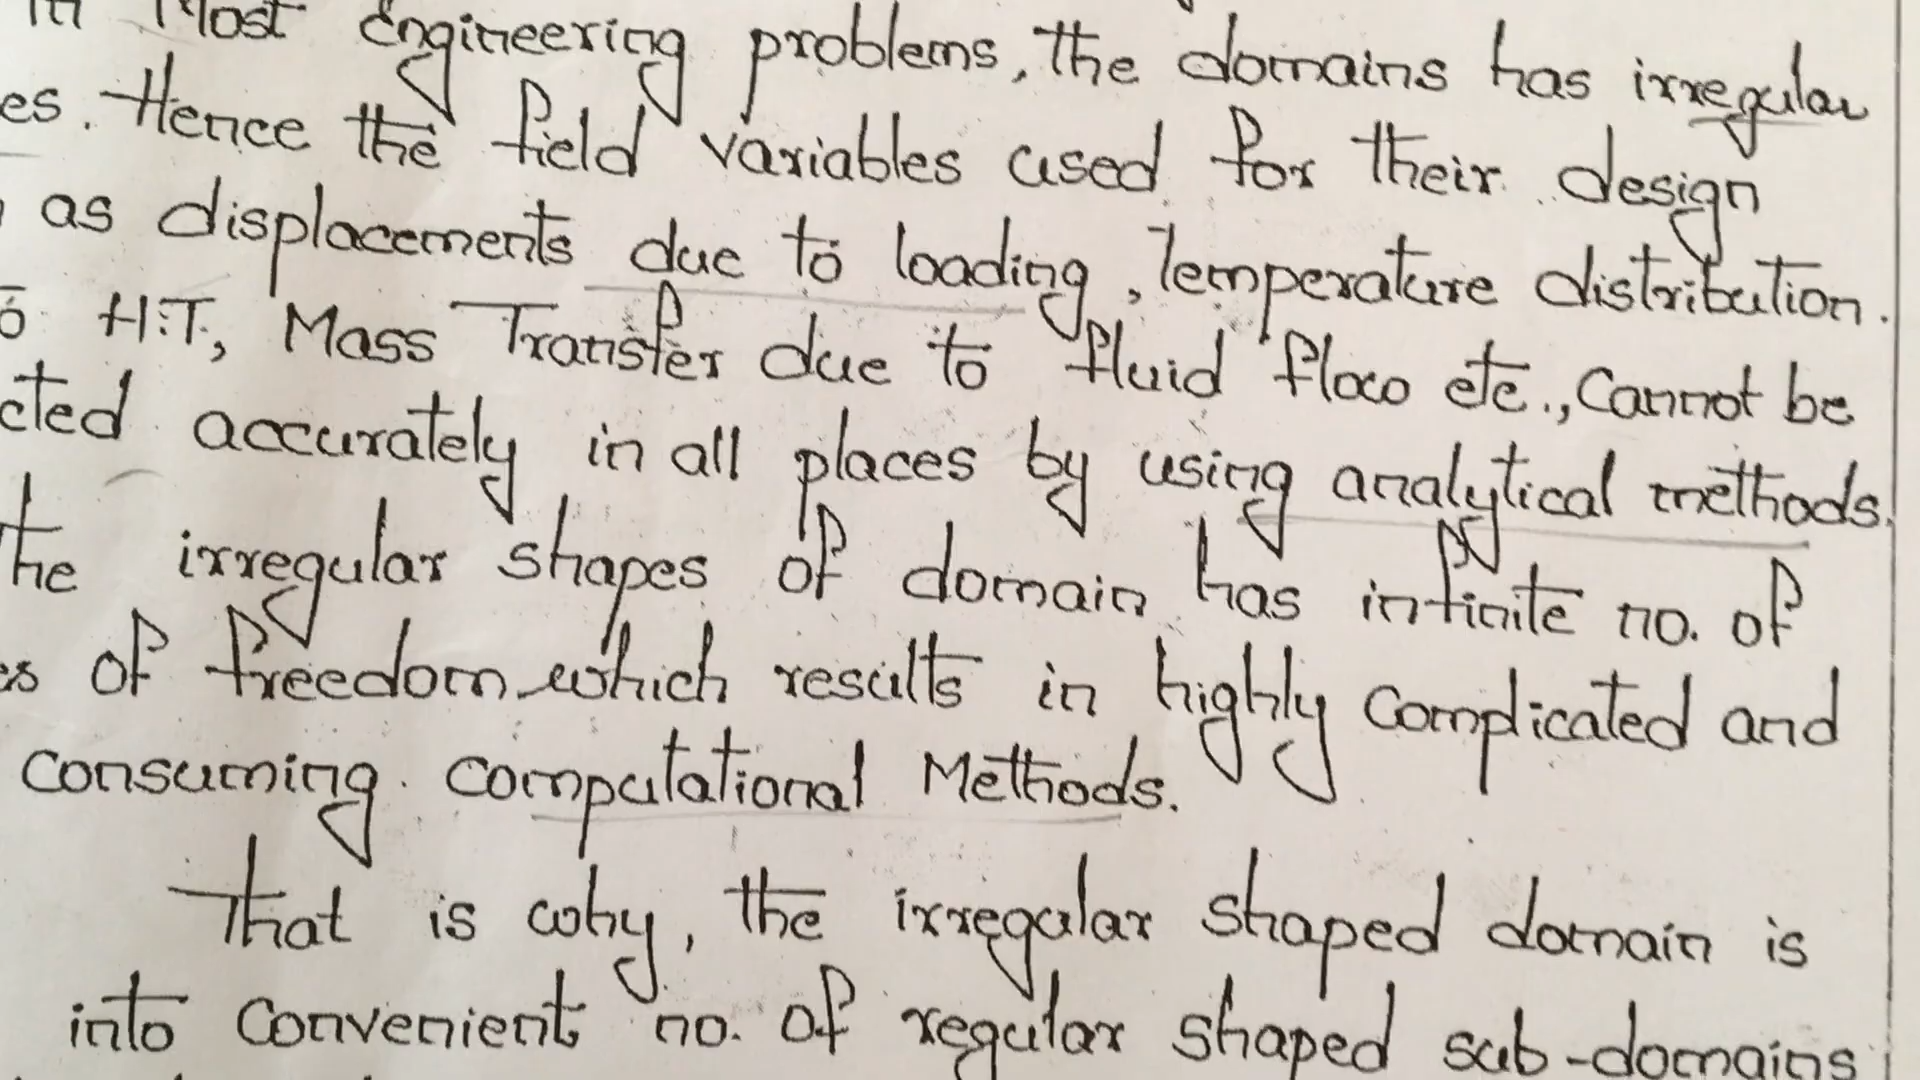 in Most Engineering problems, the domains has irregular
es. Hence the field variables used for their design
as displacements due to loading, Temperature distribution.
H.T, Mass Transfer due to fluid flow etc., Cannot be
cted accurately in all places by using analytical methods.
the irregular shapes of domain has infinite no. of
es of freedom which results in highly complicated and
consuming computational Methods.
That is why, the irregular shaped domain is
into convenient no. of regular shaped sub-domains